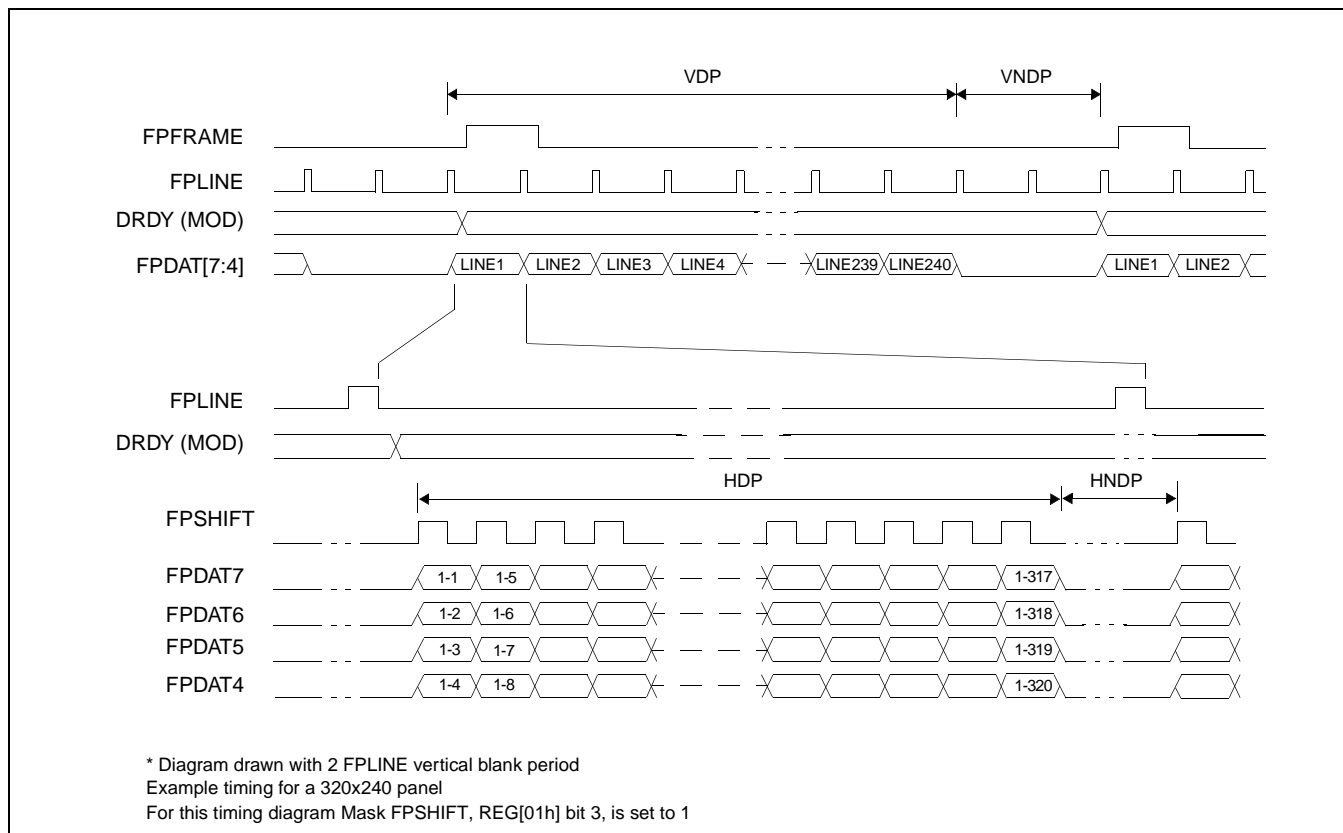 VDP VNDP
FPFRAME
FPLINE
DRDY (MOD)
FPDAT[7:4] LINE1 LINE2 LINE3 LINE4 LINE239 LINE240 LINE1 LINE2
FPLINE
DRDY (MOD)
HDP HNDP
FPSHIFT
FPDAT7 1-1 1-5 1-317
FPDAT6 1-2 1-6 1-318
FPDAT5 1-3 1-7 1-319
FPDAT4 1-4 1-8 1-320
* Diagram drawn with 2 FPLINE vertical blank period
Example timing for a 320x240 panel
For this timing diagram Mask FPSHIFT, REG[01h] bit 3, is set to 1